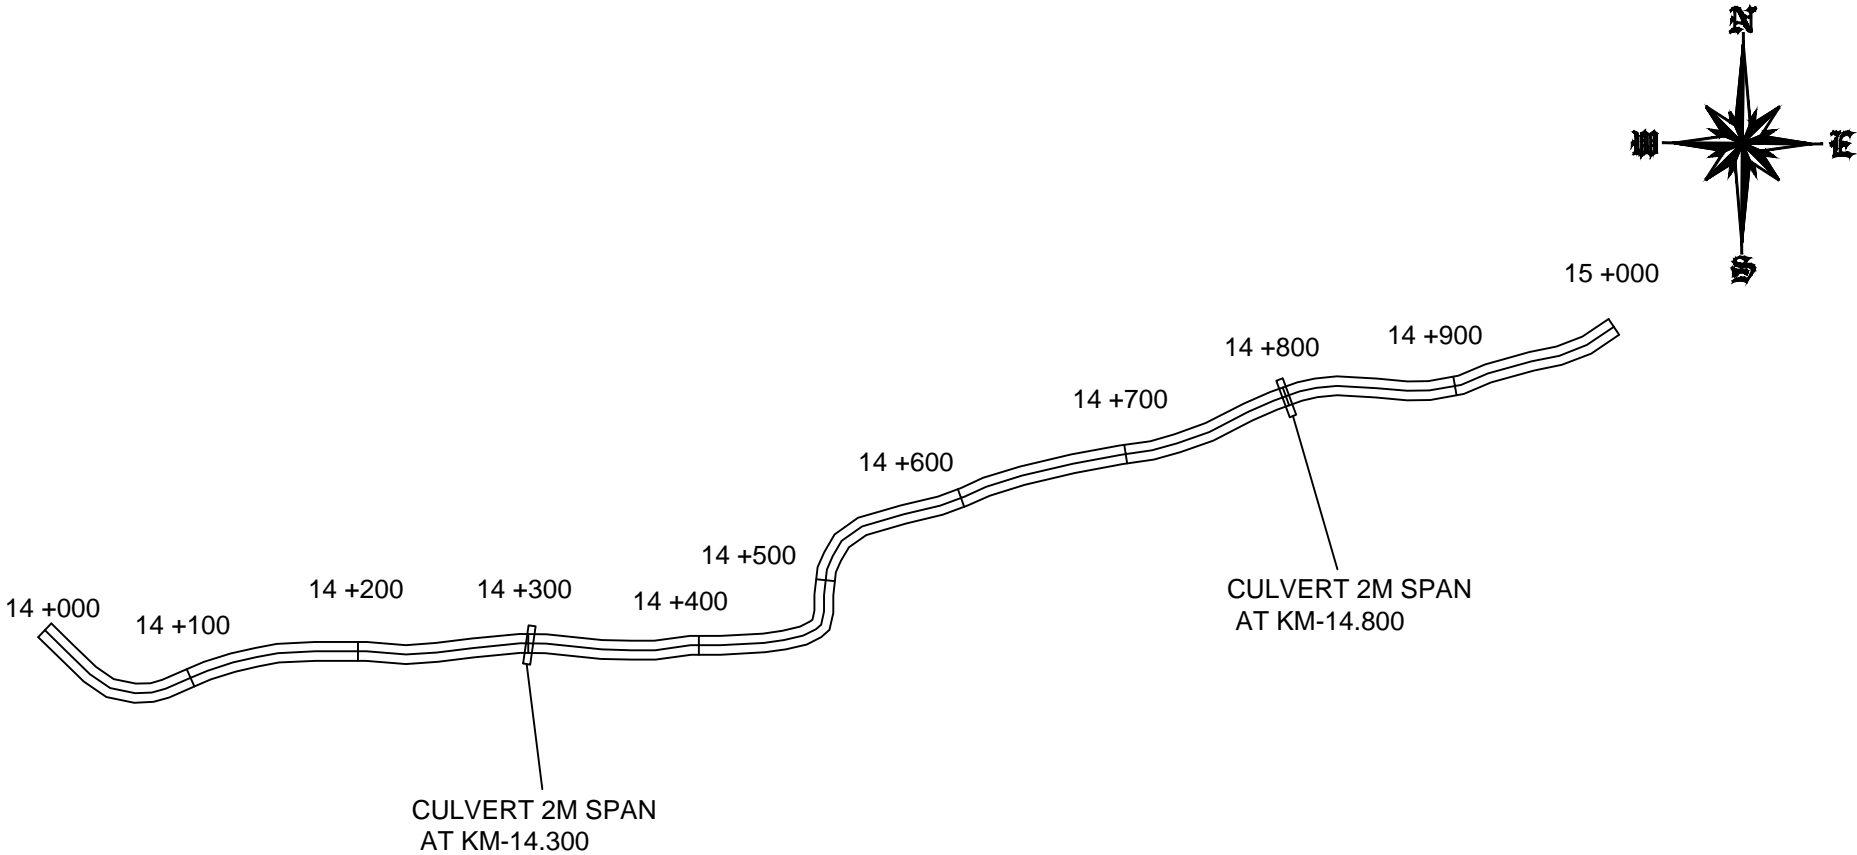 N
W
E
S
15 +000
14 +900
14 +800
14 +700
14 +600
14 +500
14 +400
14 +300
14 +200
14 +100
14 +000
CULVERT 2M SPAN
AT KM-14.800
CULVERT 2M SPAN
AT KM-14.300